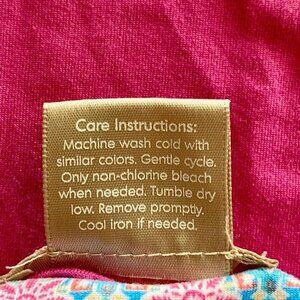 Care Instructions:
Machine wash cold with
similar colors. Gentle cycle.
Only non-chlorine bleach
when needed. Tumble dry
low. Remove promptly.
Cool iron if needed.